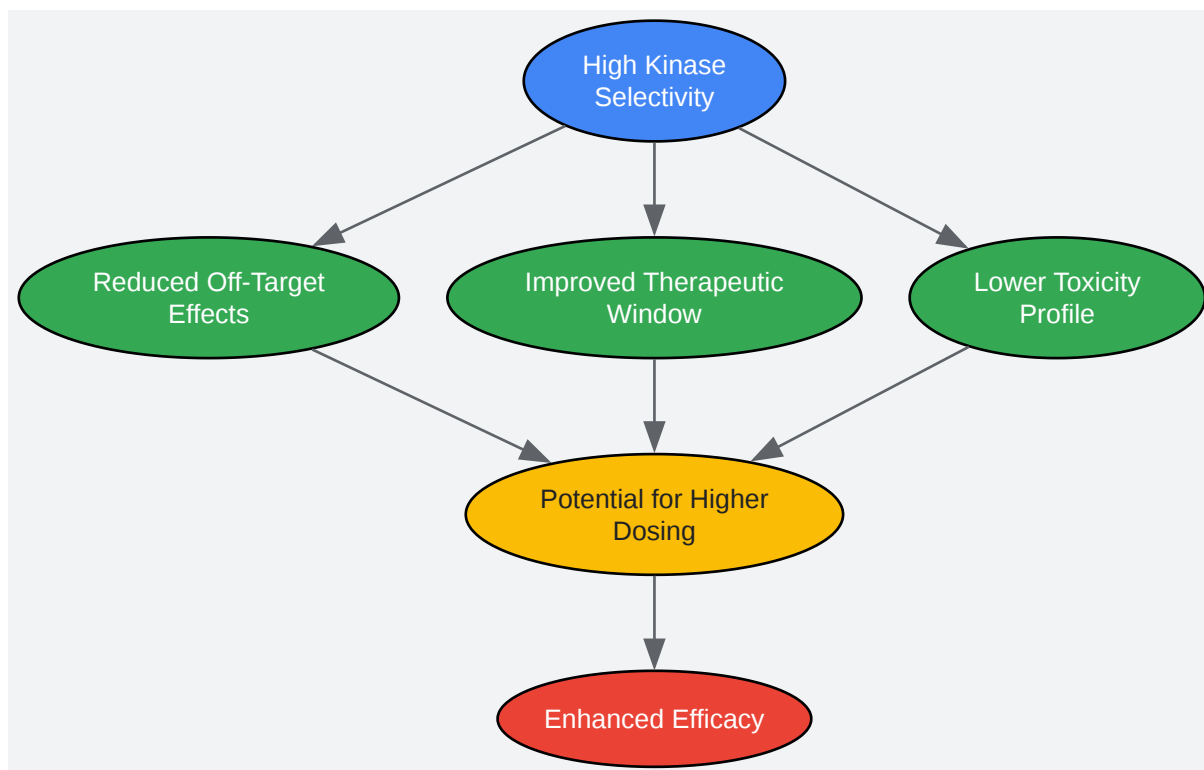 High Kinase
Selectivity
Reduced Off-Target
Effects
Improved Therapeutic
Window
Lower Toxicity
Profile
Potential for Higher
Dosing
Enhanced Efficacy